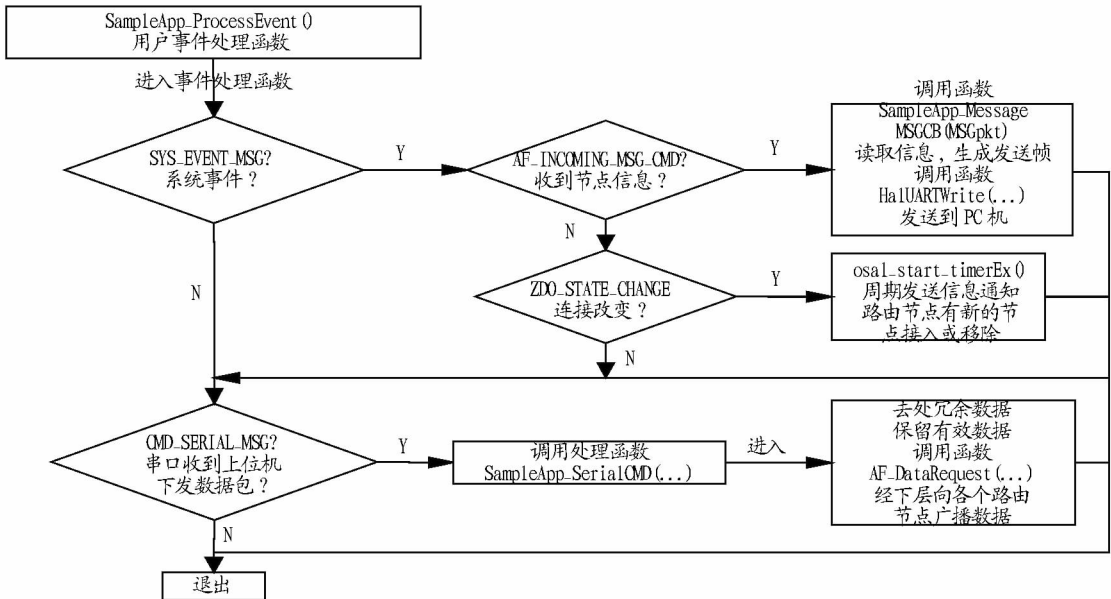 SampleApp_ProcessEvent()
用户事件处理函数
进入事件处理函数
SYS_EVENT_MSG?
系统事件？
Y
AF_INCOMING_MSG_CMD?
收到节点信息？
Y
调用函数
SampleApp_Message
MSGCB(MSGpkt)
读取信息，生成发送帧
调用函数
HalUARTWrite(...)
发送到PC机
N
N
ZDO_STATE_CHANGE
连接改变？
Y
osal_start_timerEx()
周期发送信息通知
路由节点有新的节
点接入或移除
N
CMD_SERIAL_MSG?
串口收到上位机
下发数据包？
Y
调用处理函数
SampleApp_SerialCMD(...)
进入
去处冗余数据
保留有效数据
调用函数
AF_DataRequest(...)
经下层向各个路由
节点广播数据
N
退出